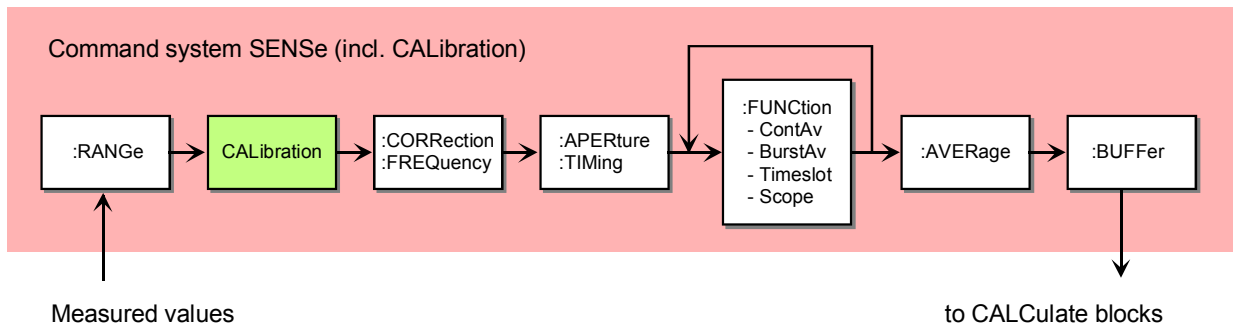 Command system SENSe (incl. CALibration)
:RANGe
CALibration
:CORRection
:FREQuency
:APERture
:TIMing
:FUNCtion
- ContAv
- BurstAv
- Timeslot
- Scope
:AVERage
:BUFFer
Measured values
to CALCulate blocks